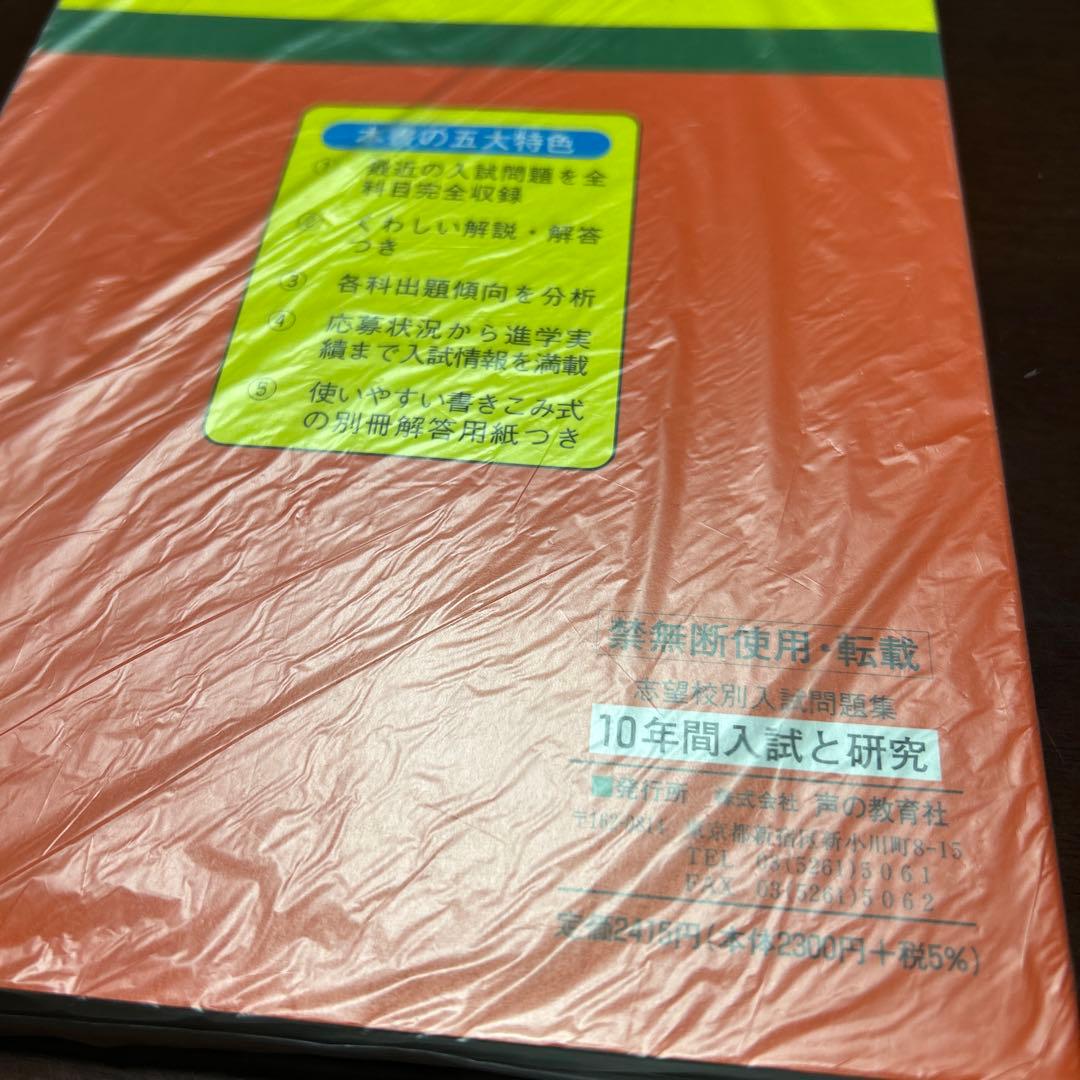 本書の五大特色
① 最近の入試問題を全
科目完全収録
② くわしい解説・解答
つき
③ 各科出題傾向を分析
④ 応募状況から進学実
績まで入試情報を満載
⑤ 使いやすい書きこみ式
の別冊解答用紙つき
禁無断使用・転載
志望校別入試問題集
10年間入試と研究
■発行所 株式会社 声の教育社
〒162-0814 東京都新宿区新小川町8-15
TEL 03(5261)5061
FAX 03(5261)5062
定価2415円(本体2300円+税5%)